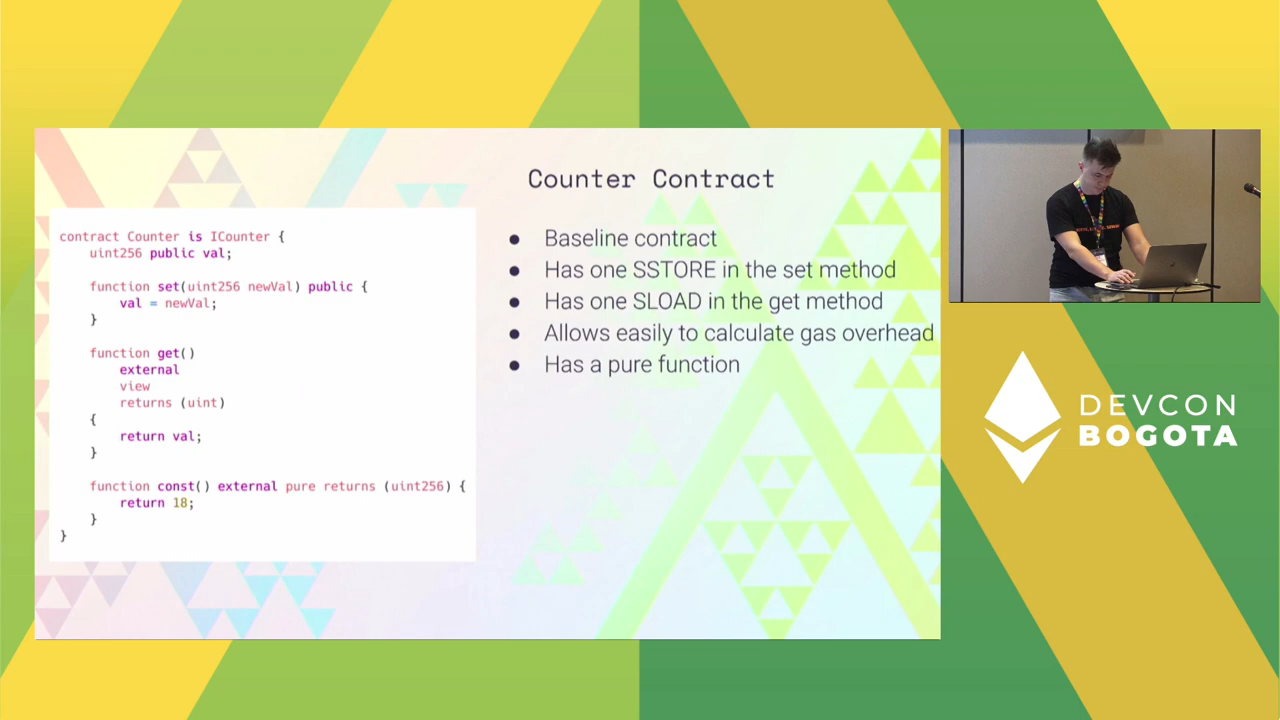 Counter Contract
contract Counter is ICounter {
uint256 public val;
function set(uint256 newVal) public {
val = newVal;
}
function get()
external
view
returns (uint)
{
return val;
}
function const() external pure returns (uint256) {
return 18;
}
}
● Baseline contract
● Has one SSTORE in the set method
● Has one SLOAD in the get method
● Allows easily to calculate gas overhead
● Has a pure function
DEVCON
BOGOTA